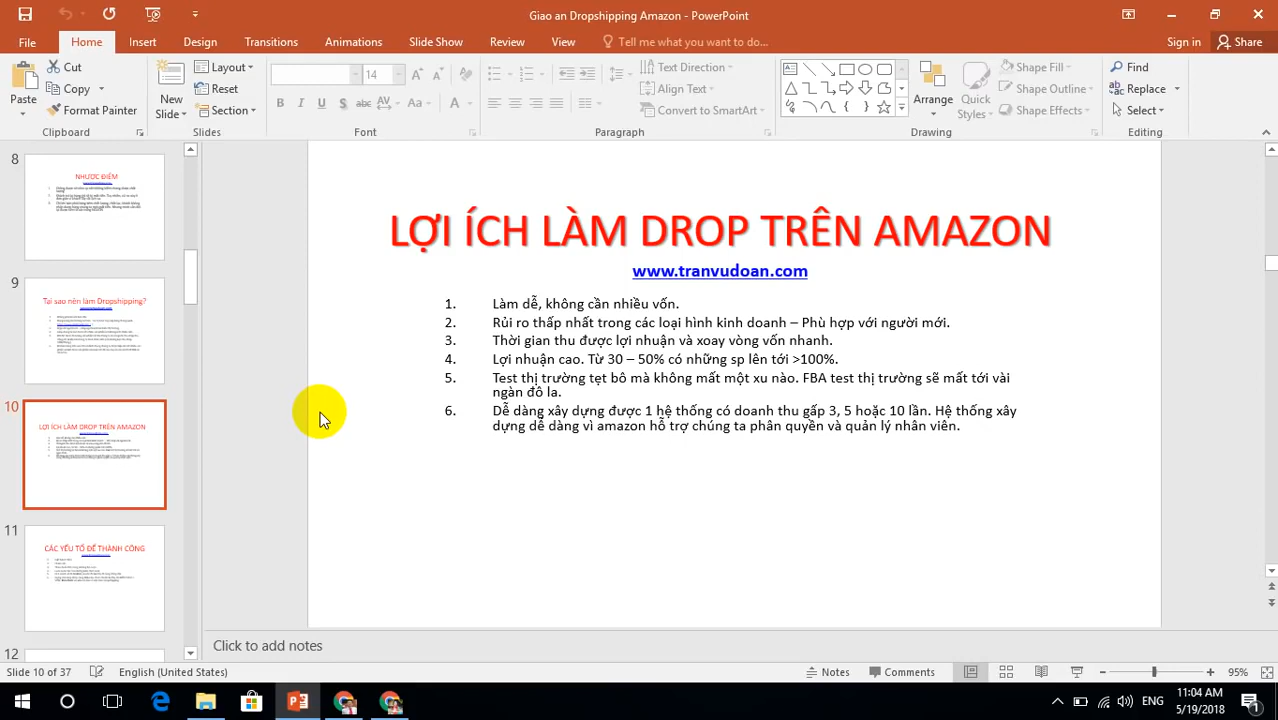 Giao an Dropshipping Amazon - PowerPoint
File Home Insert Design Transitions Animations Slide Show Review View Tell me what you want to do... Sign in Share
Paste
Cut
Copy
Format Painter
Clipboard
New
Slide
Layout
Reset
Section
Slides
14
Font
Text Direction
Align Text
Convert to SmartArt
Paragraph
Arrange
Quick
Styles
Shape Fill
Shape Outline
Shape Effects
Drawing
Find
Replace
Select
Editing
8
NHƯỢC ĐIỂM
9
Tại sao nên làm Dropshipping?
10
LỢI ÍCH LÀM DROP TRÊN AMAZON
11
CÁC YẾU TỐ ĐỂ THÀNH CÔNG
12
LỢI ÍCH LÀM DROP TRÊN AMAZON
www.tranvudoan.com
1. Làm dễ, không cần nhiều vốn.
2. Rủi ro thấp nhất trong các loại hình kinh doanh – Phù hợp với người mới.
3. Thời gian thu được lợi nhuận và xoay vòng vốn nhanh.
4. Lợi nhuận cao. Từ 30 – 50% có những sp lên tới >100%.
5. Test thị trường tẹt bô mà không mất một xu nào. FBA test thị trường sẽ mất tới vài
ngàn đô la.
6. Dễ dàng xây dựng được 1 hệ thống có doanh thu gấp 3, 5 hoặc 10 lần. Hệ thống xây
dựng dễ dàng vì amazon hỗ trợ chúng ta phân quyền và quản lý nhân viên.
Click to add notes
Slide 10 of 37 English (United States) Notes Comments 95%
ENG
11:04 AM
5/19/2018
1